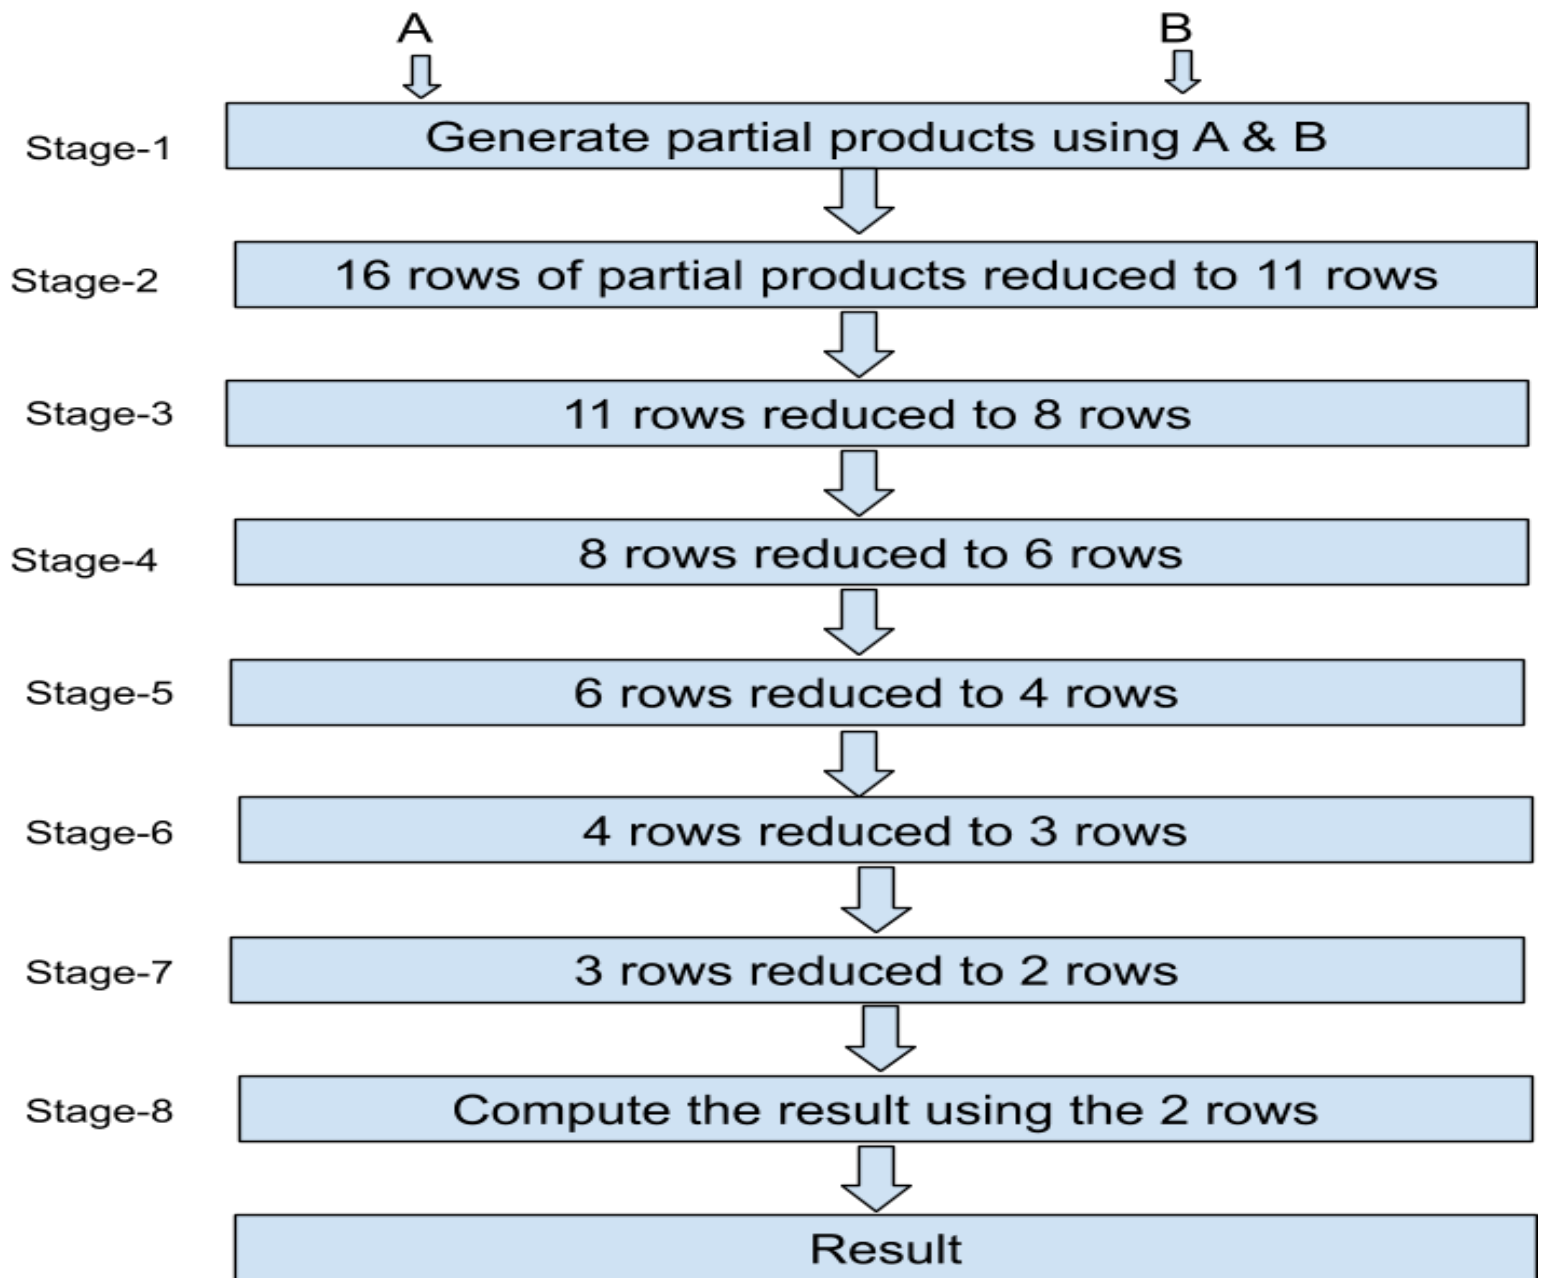 A
B
Stage-1
Generate partial products using A & B
Stage-2
16 rows of partial products reduced to 11 rows
Stage-3
11 rows reduced to 8 rows
Stage-4
8 rows reduced to 6 rows
Stage-5
6 rows reduced to 4 rows
Stage-6
4 rows reduced to 3 rows
Stage-7
3 rows reduced to 2 rows
Stage-8
Compute the result using the 2 rows
Result